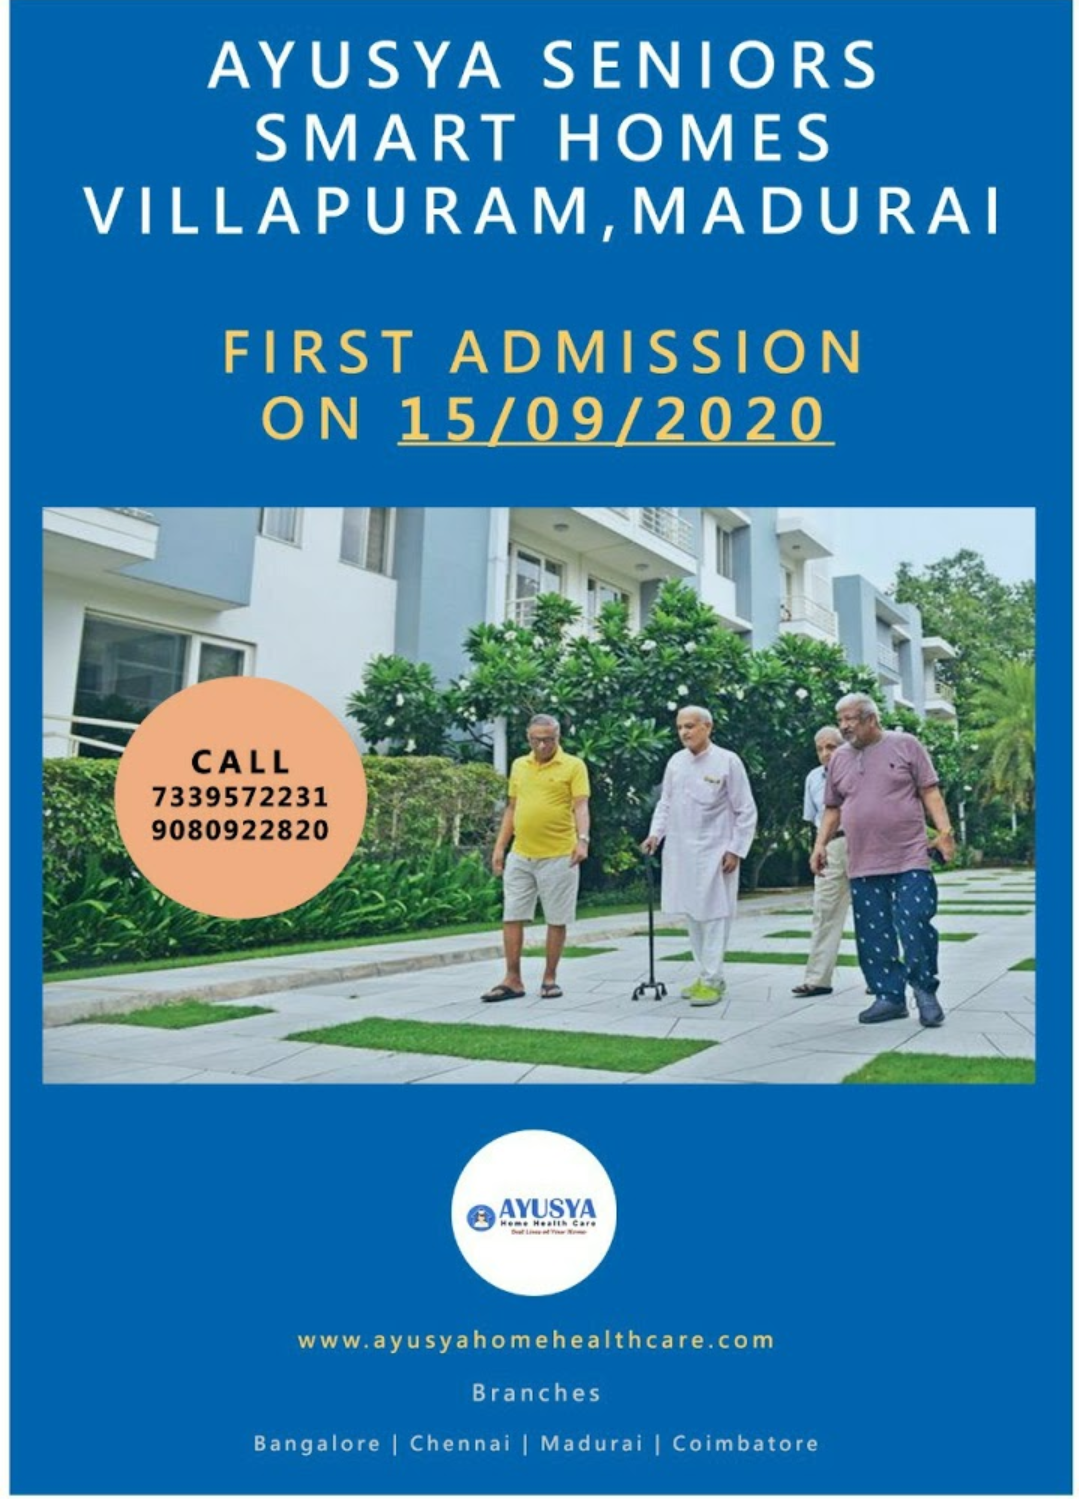 AYUSYA SENIORS
SMART HOMES
VILLAPURAM,MADURAI
FIRST ADMISSION
ON 15/09/2020
CALL
7339572231
9080922820
AYUSYA
Home Health Care
www.ayusyahomehealthcare.com
Branches
Bangalore | Chennai | Madurai | Coimbatore